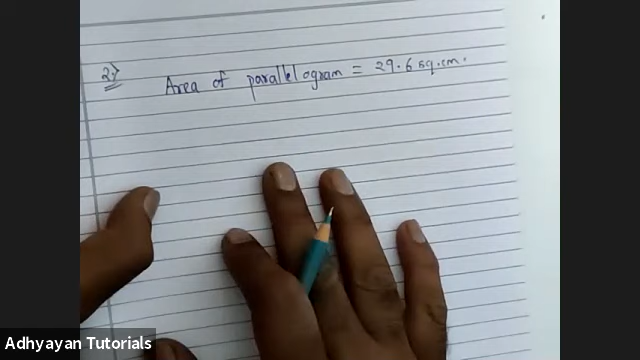 2)
Area of parallelogram = 29.6 sq.cm.
Adhyayan Tutorials